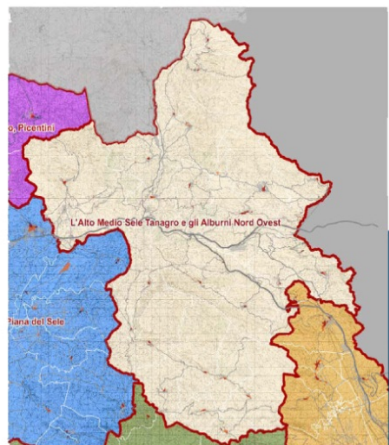 o, Picentini
L'Alto Medio Sele Tanagro e gli Alburni Nord Ovest
Piana del Sele